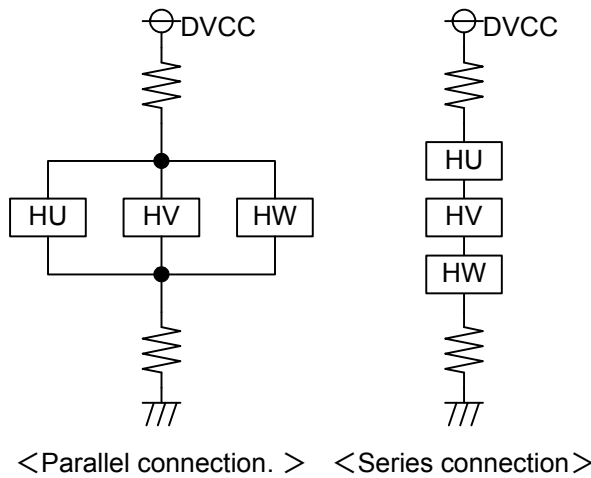 DVCC DVCC
HU
HU HV HW HV
HW
＜Parallel connection. ＞ ＜Series connection＞